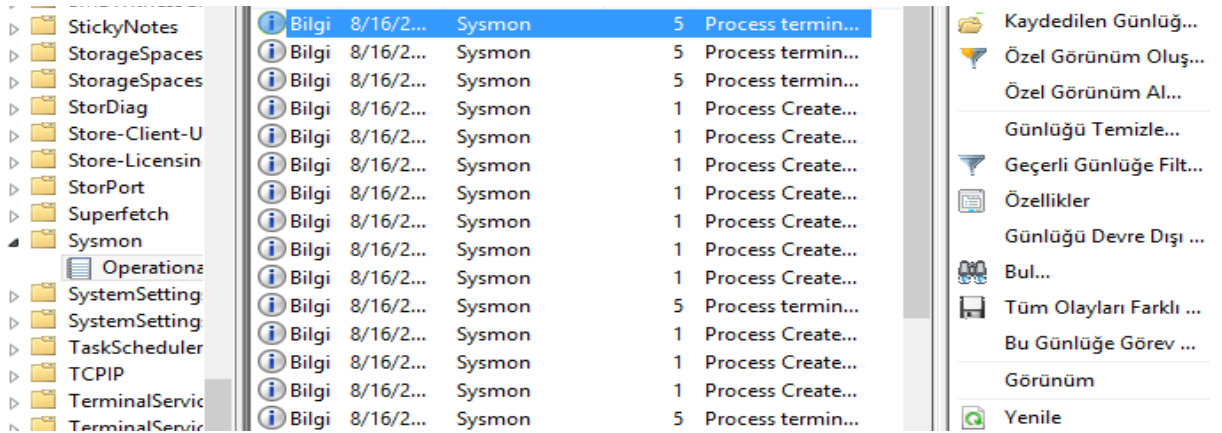 StickyNotes
StorageSpaces
StorageSpaces
StorDiag
Store-Client-U
Store-Licensin
StorPort
Superfetch
Sysmon
Operationa
SystemSetting
SystemSetting
TaskScheduler
TCPIP
TerminalServic
TerminalServic
Bilgi 8/16/2... Sysmon 5 Process termin...
Bilgi 8/16/2... Sysmon 5 Process termin...
Bilgi 8/16/2... Sysmon 5 Process termin...
Bilgi 8/16/2... Sysmon 1 Process Create...
Bilgi 8/16/2... Sysmon 1 Process Create...
Bilgi 8/16/2... Sysmon 1 Process Create...
Bilgi 8/16/2... Sysmon 1 Process Create...
Bilgi 8/16/2... Sysmon 1 Process Create...
Bilgi 8/16/2... Sysmon 1 Process Create...
Bilgi 8/16/2... Sysmon 1 Process Create...
Bilgi 8/16/2... Sysmon 5 Process termin...
Bilgi 8/16/2... Sysmon 1 Process Create...
Bilgi 8/16/2... Sysmon 1 Process Create...
Bilgi 8/16/2... Sysmon 1 Process Create...
Bilgi 8/16/2... Sysmon 5 Process termin...
Kaydedilen Günlüğ...
Özel Görünüm Oluş...
Özel Görünüm Al...
Günlüğü Temizle...
Geçerli Günlüğe Filt...
Özellikler
Günlüğü Devre Dışı ...
Bul...
Tüm Olayları Farklı ...
Bu Günlüğe Görev ...
Görünüm
Yenile